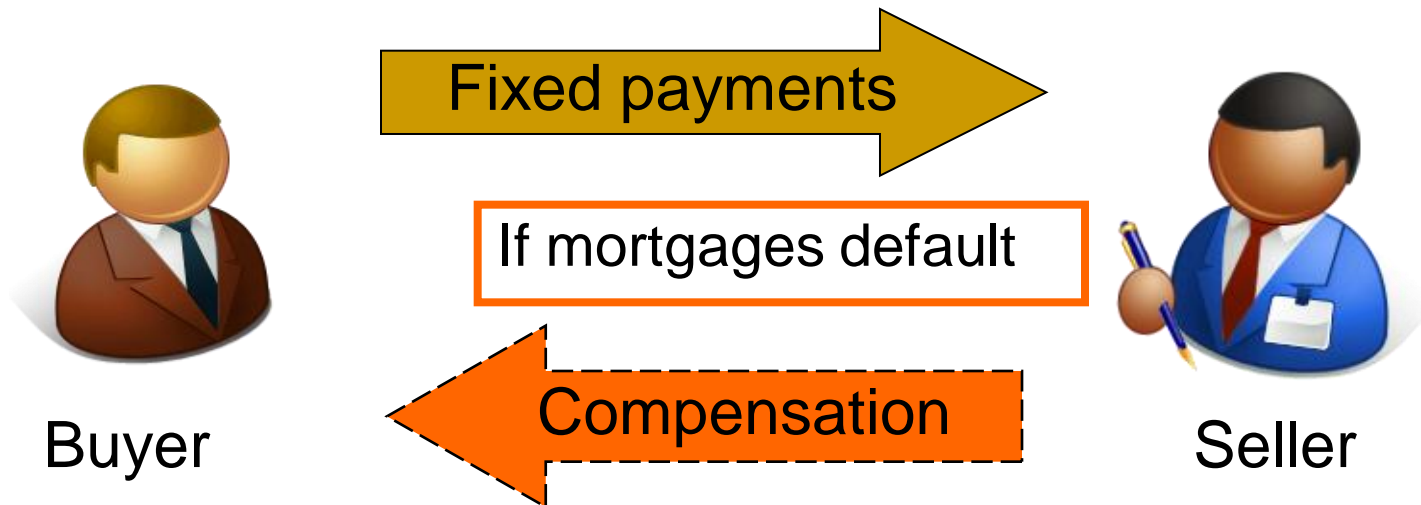 Fixed payments
If mortgages default
Compensation
Buyer
Seller